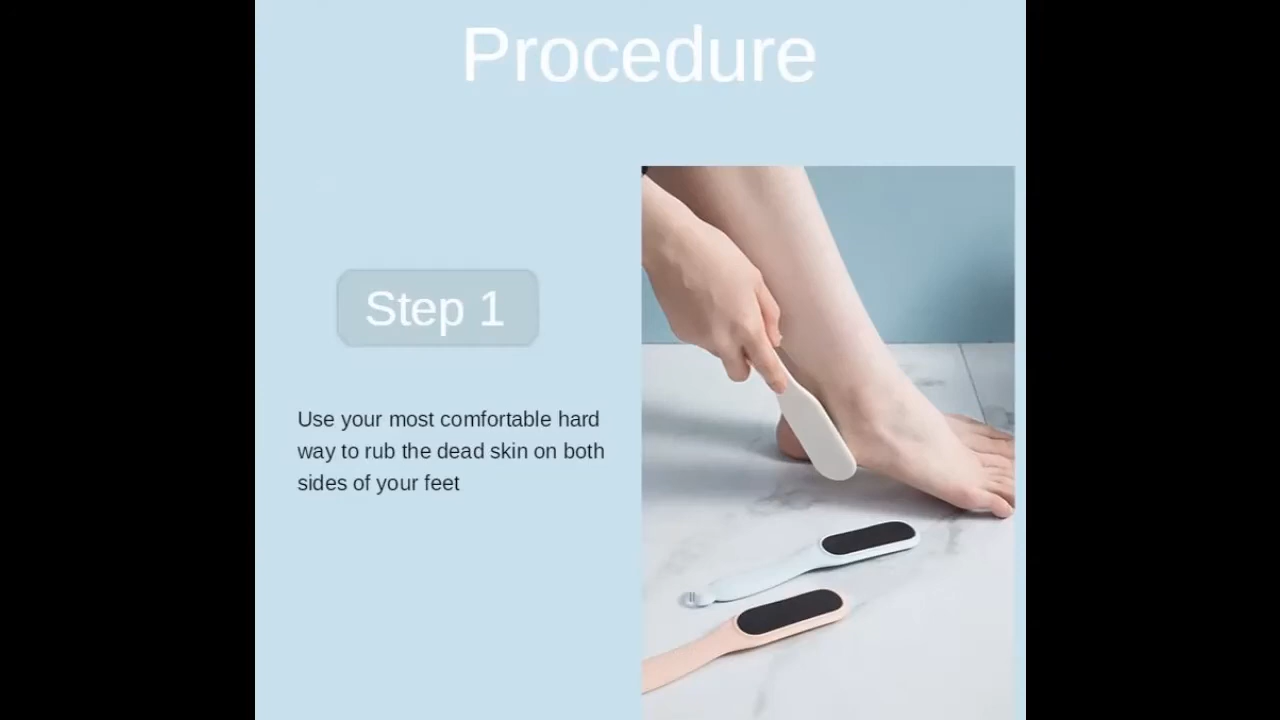 Procedure
Step 1
Use your most comfortable hard
way to rub the dead skin on both
sides of your feet